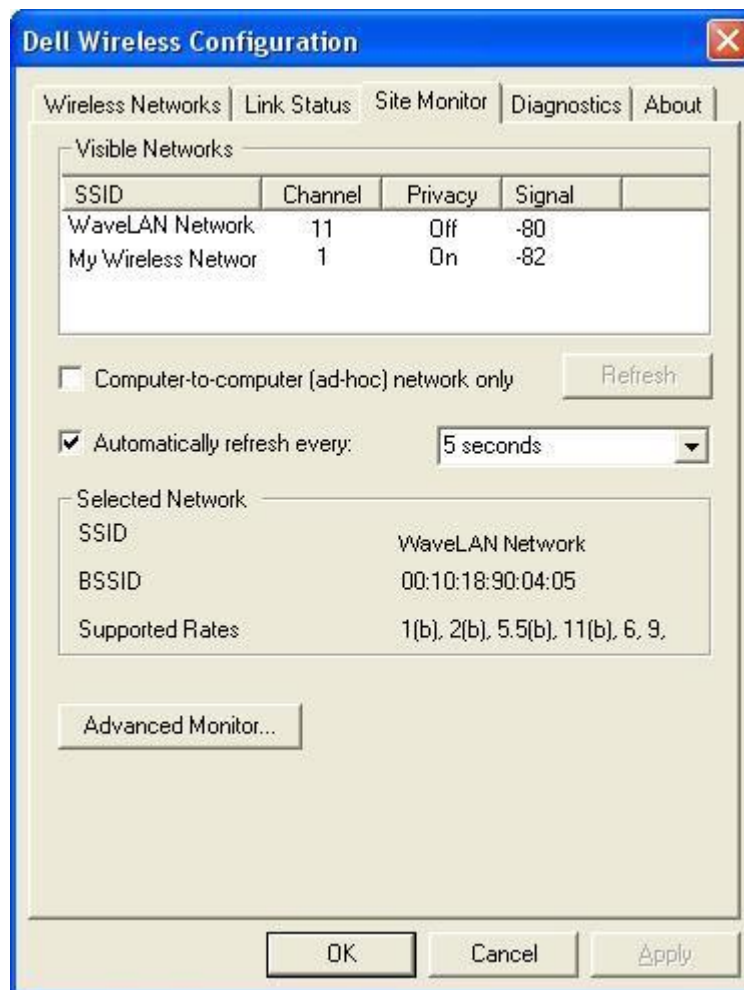 Dell Wireless Configuration
Wireless Networks Link Status Site Monitor Diagnostics About
Visible Networks
SSID Channel Privacy Signal
WaveLAN Network 11 Off -80
My Wireless Networ 1 On -82
Computer-to-computer (ad-hoc) network only Refresh
Automatically refresh every: 5 seconds
Selected Network
SSID WaveLAN Network
BSSID 00:10:18:90:04:05
Supported Rates 1(b), 2(b), 5.5(b), 11(b), 6, 9,
Advanced Monitor...
OK Cancel Apply